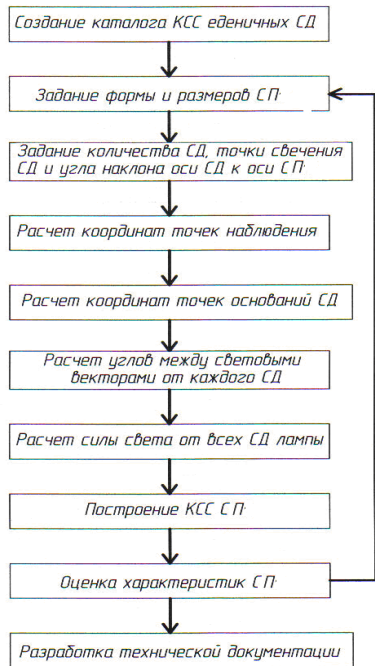 Создание каталога КСС еденичных СД
Задание формы и размеров СП
Задание количества СД, точки свечения
СД и угла наклона оси СД к оси СП
Расчет координат точек наблюдения
Расчет координат точек оснований СД
Расчет углов между световыми
векторами от каждого СД
Расчет силы света от всех СД лампы
Построение КСС СП
Оценка характеристик СП
Разработка технической документации